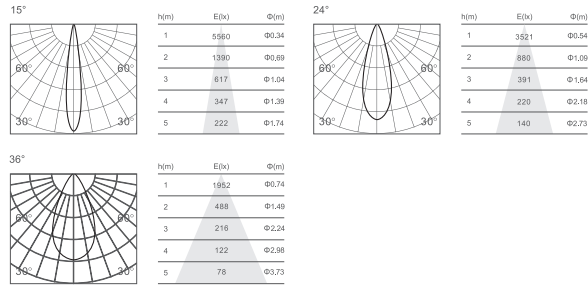 15°
h(m) E(lx) Φ(m)
1 5560 Φ0.34
2 1390 Φ0,69
3 617 Φ1.04
4 347 Φ1.39
5 222 Φ1.74
60° 60°
30° 30°
24°
h(m) E(lx) Φ(m)
1 3521 Φ0.54
2 880 Φ1,09
3 391 Φ1,64
4 220 Φ2.18
5 140 Φ2.73
60° 60°
30° 30°
36°
h(m) E(lx) Φ(m)
1 1952 Φ0.74
2 488 Φ1.49
3 216 Φ2.24
4 122 Φ2.98
5 78 Φ3.73
60° 60°
30° 30°